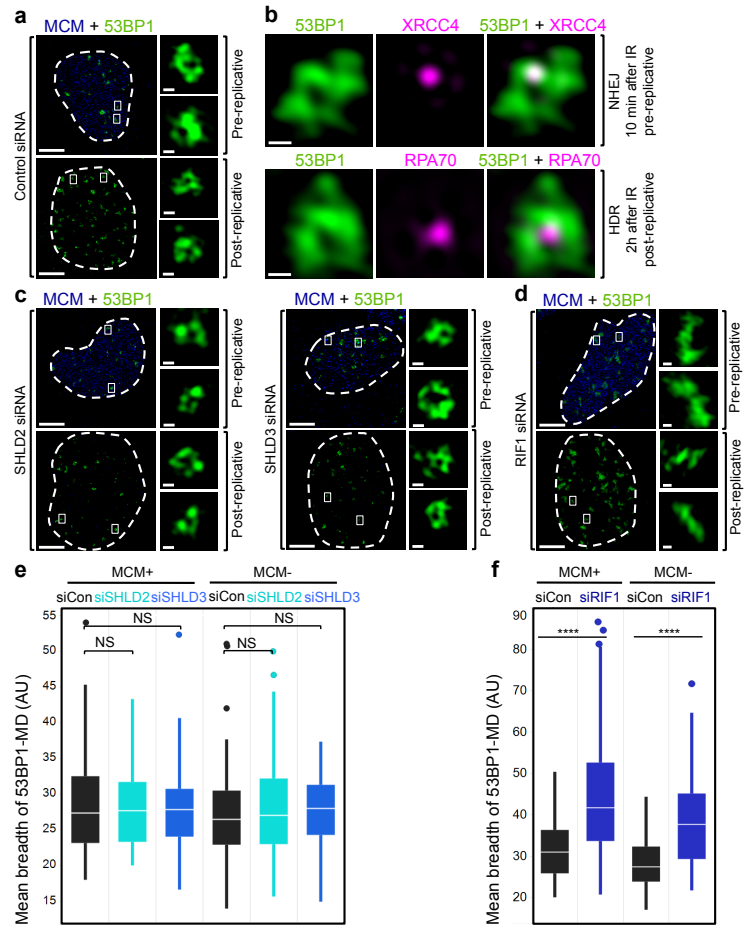 a
MCM + 53BP1
Control siRNA
Pre-replicative
Post-replicative
b
53BP1
XRCC4
53BP1 + XRCC4
NHEJ
10 min after IR
pre-replicative
53BP1
RPA70
53BP1 + RPA70
HDR
2h after IR
post-replicative
c
MCM + 53BP1
SHLD2 siRNA
Pre-replicative
Post-replicative
MCM + 53BP1
SHLD3 siRNA
Pre-replicative
Post-replicative
d
MCM + 53BP1
RIF1 siRNA
Pre-replicative
Post-replicative
e
MCM+ MCM-
siCon siSHLD2 siSHLD3 siCon siSHLD2 siSHLD3
Mean breadth of 53BP1-MD (AU)
55
50
45
40
35
30
25
20
15
NS
NS
NS
NS
f
MCM+ MCM-
siCon siRIF1 siCon siRIF1
Mean breadth of 53BP1-MD (AU)
90
80
70
60
50
40
30
20
**** ****